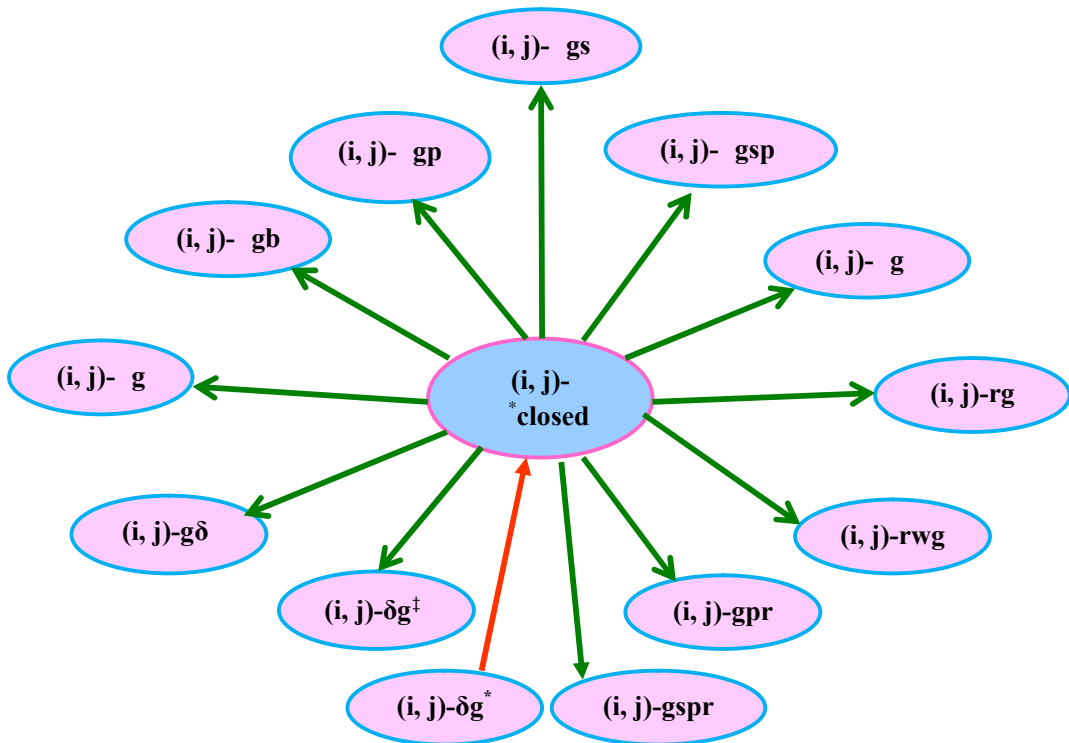 (i, j)- gs
(i, j)- gp
(i, j)- gsp
(i, j)- gb
(i, j)- g
(i, j)- g
(i, j)-
*closed
(i, j)-rg
(i, j)-gδ
(i, j)-rwg
(i, j)-δg‡
(i, j)-gpr
(i, j)-δg*
(i, j)-gspr